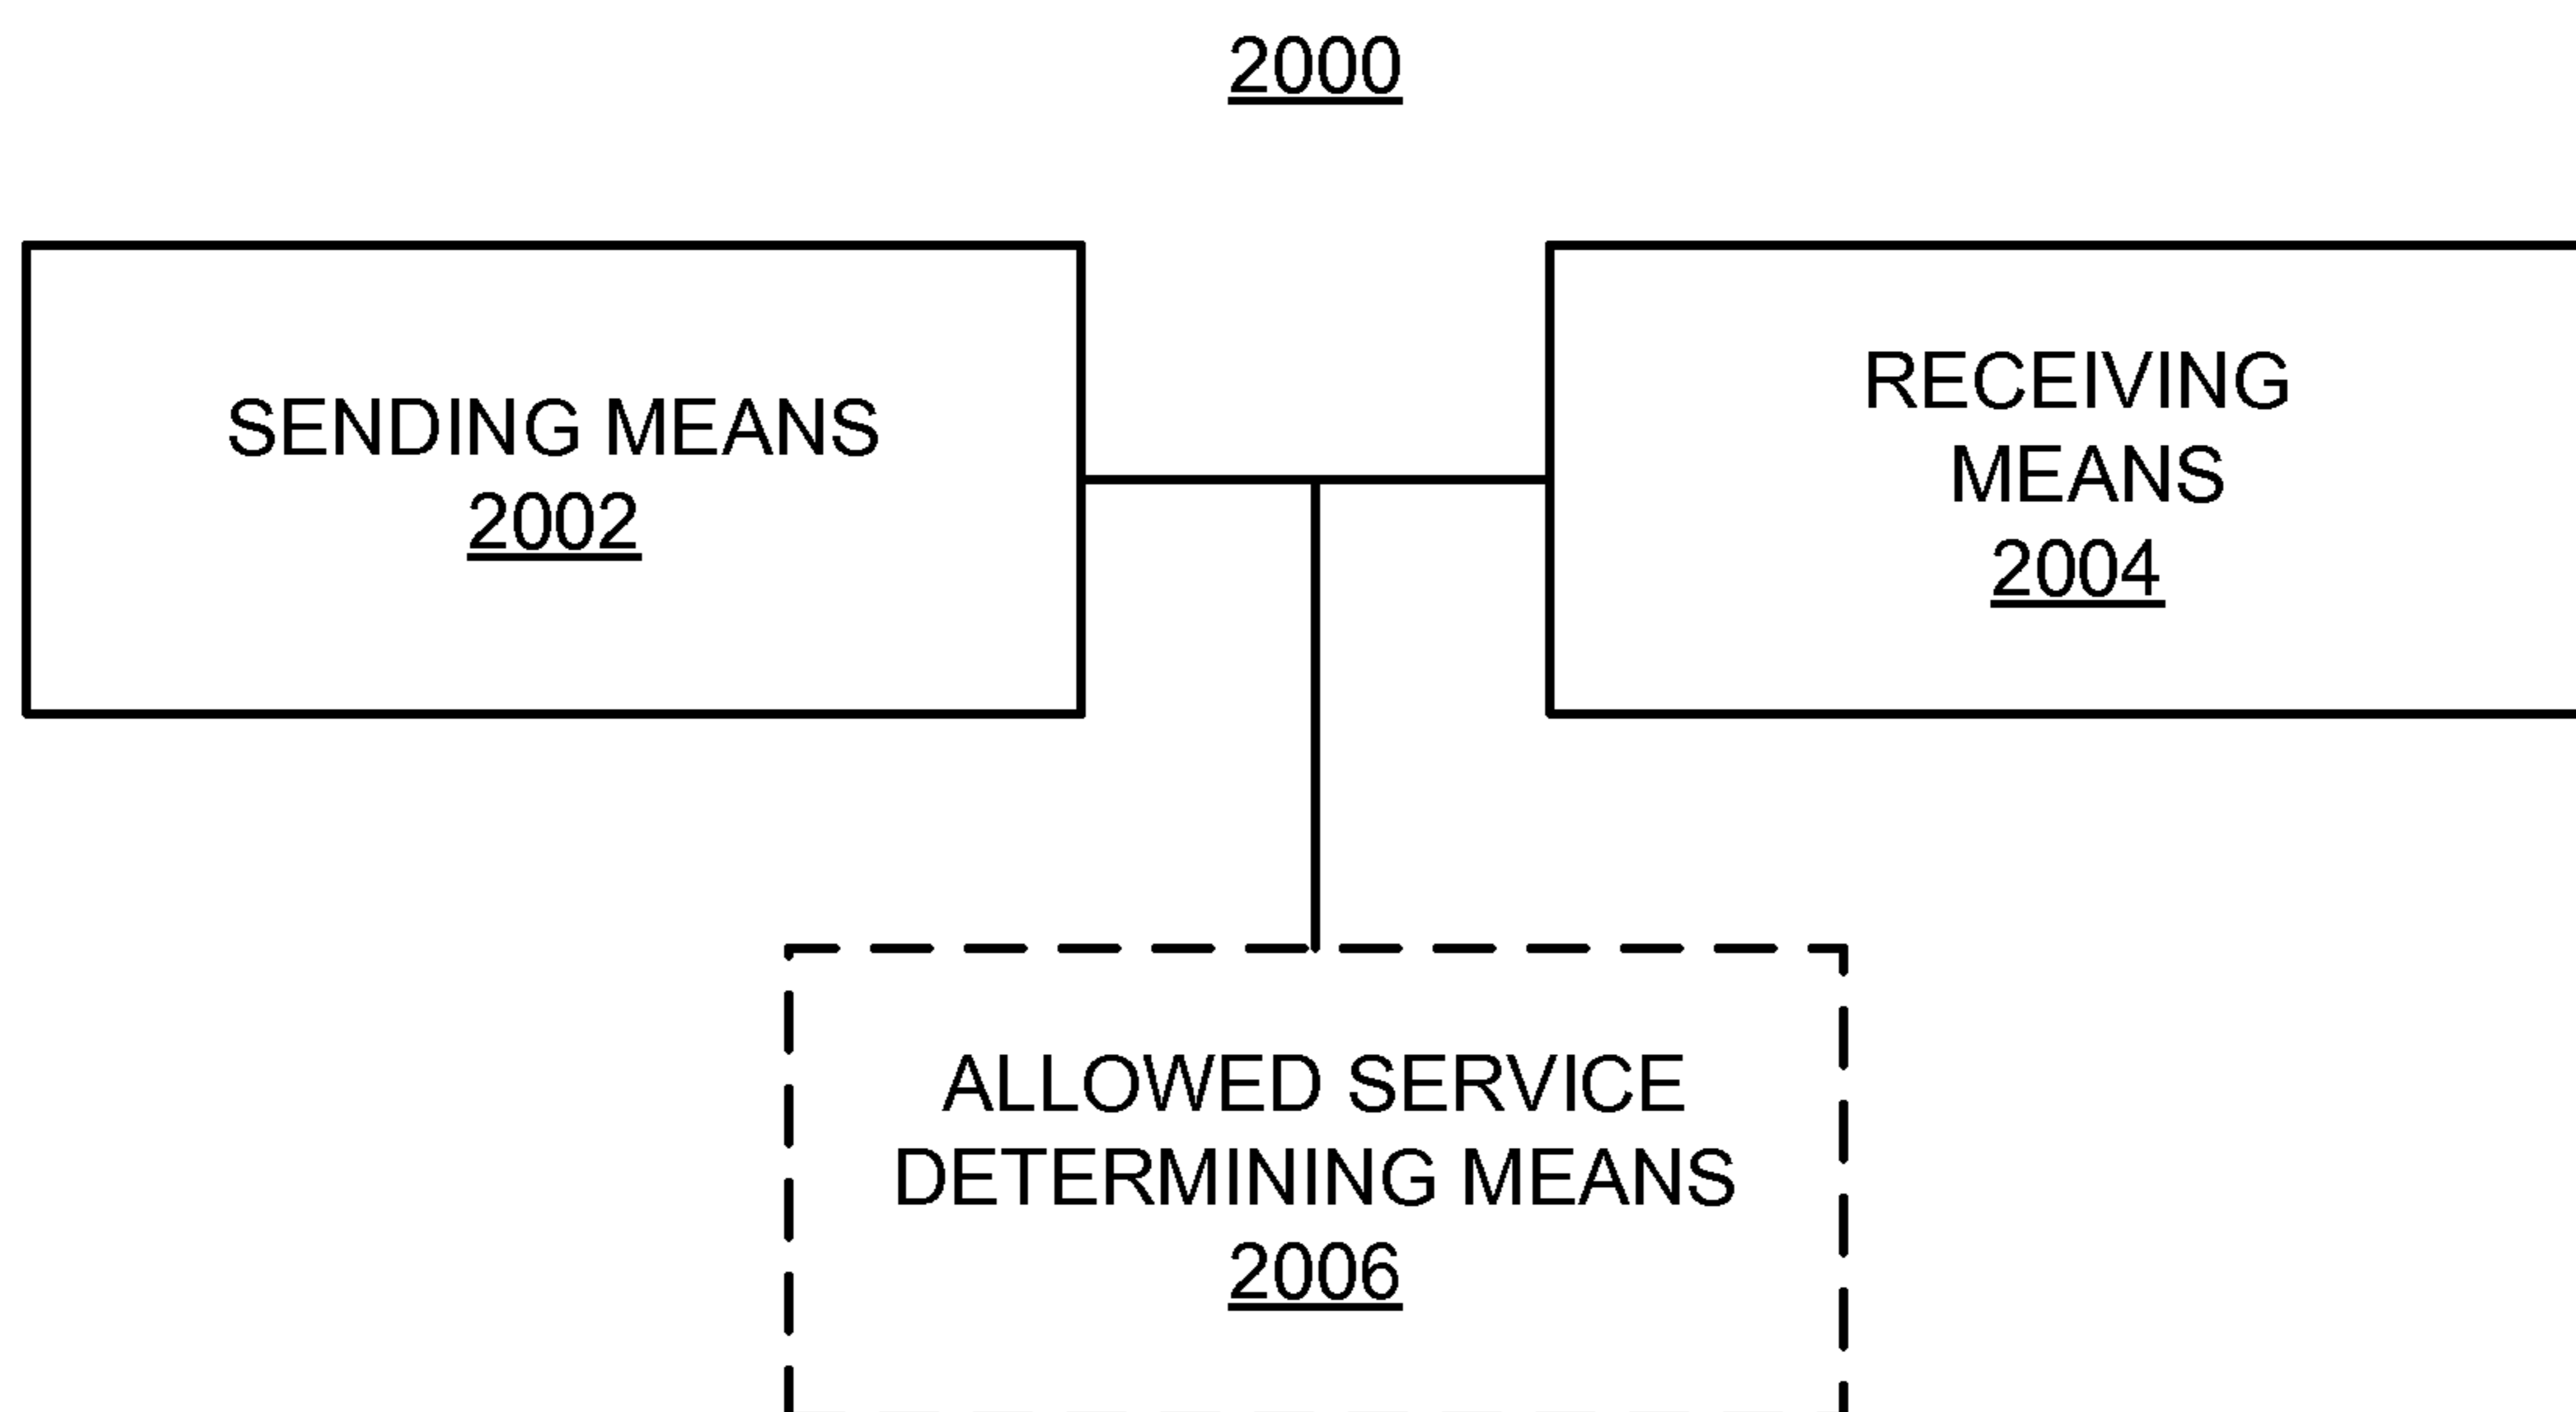 2000
SENDING MEANS
2002
RECEIVING
MEANS
2004
ALLOWED SERVICE
DETERMINING MEANS
2006